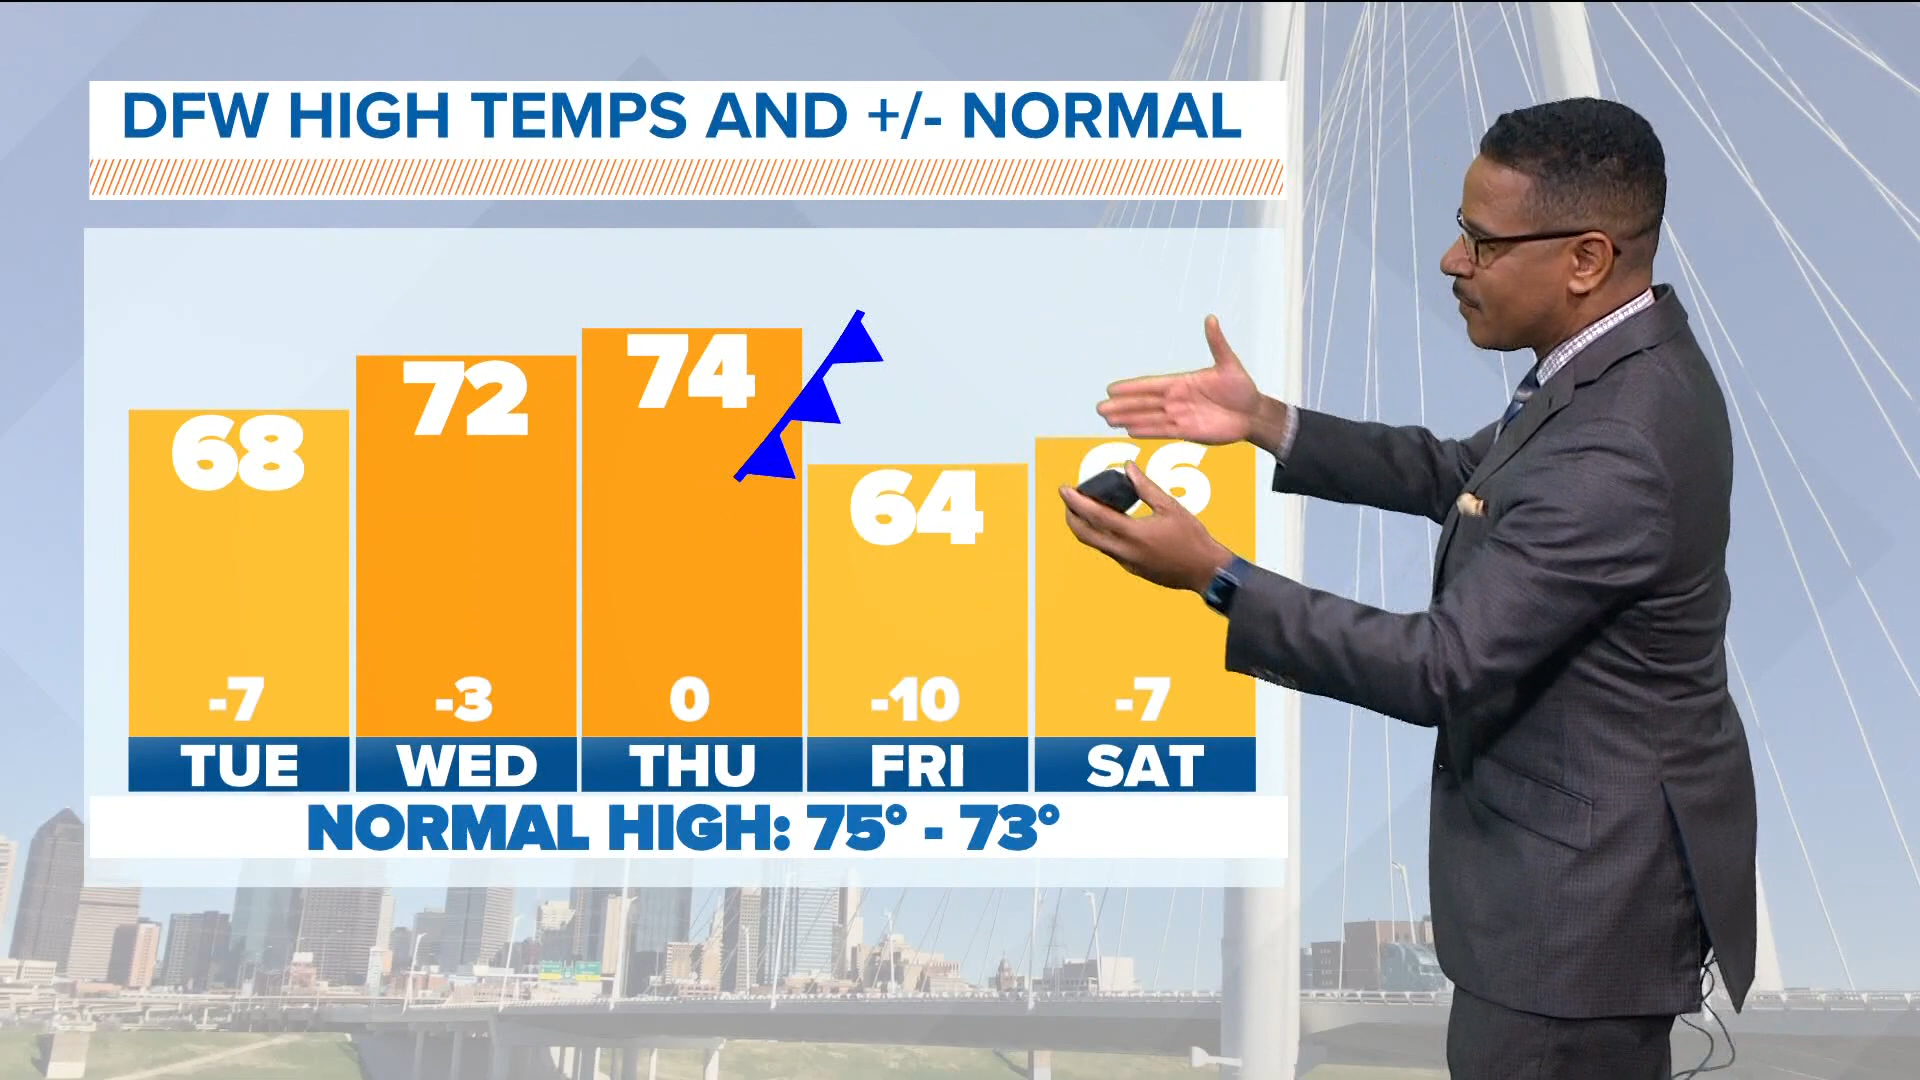 DFW HIGH TEMPS AND +/- NORMAL
68 72 74 64 66
-7 -3 0 -10 -7
TUE WED THU FRI SAT
NORMAL HIGH: 75° - 73°